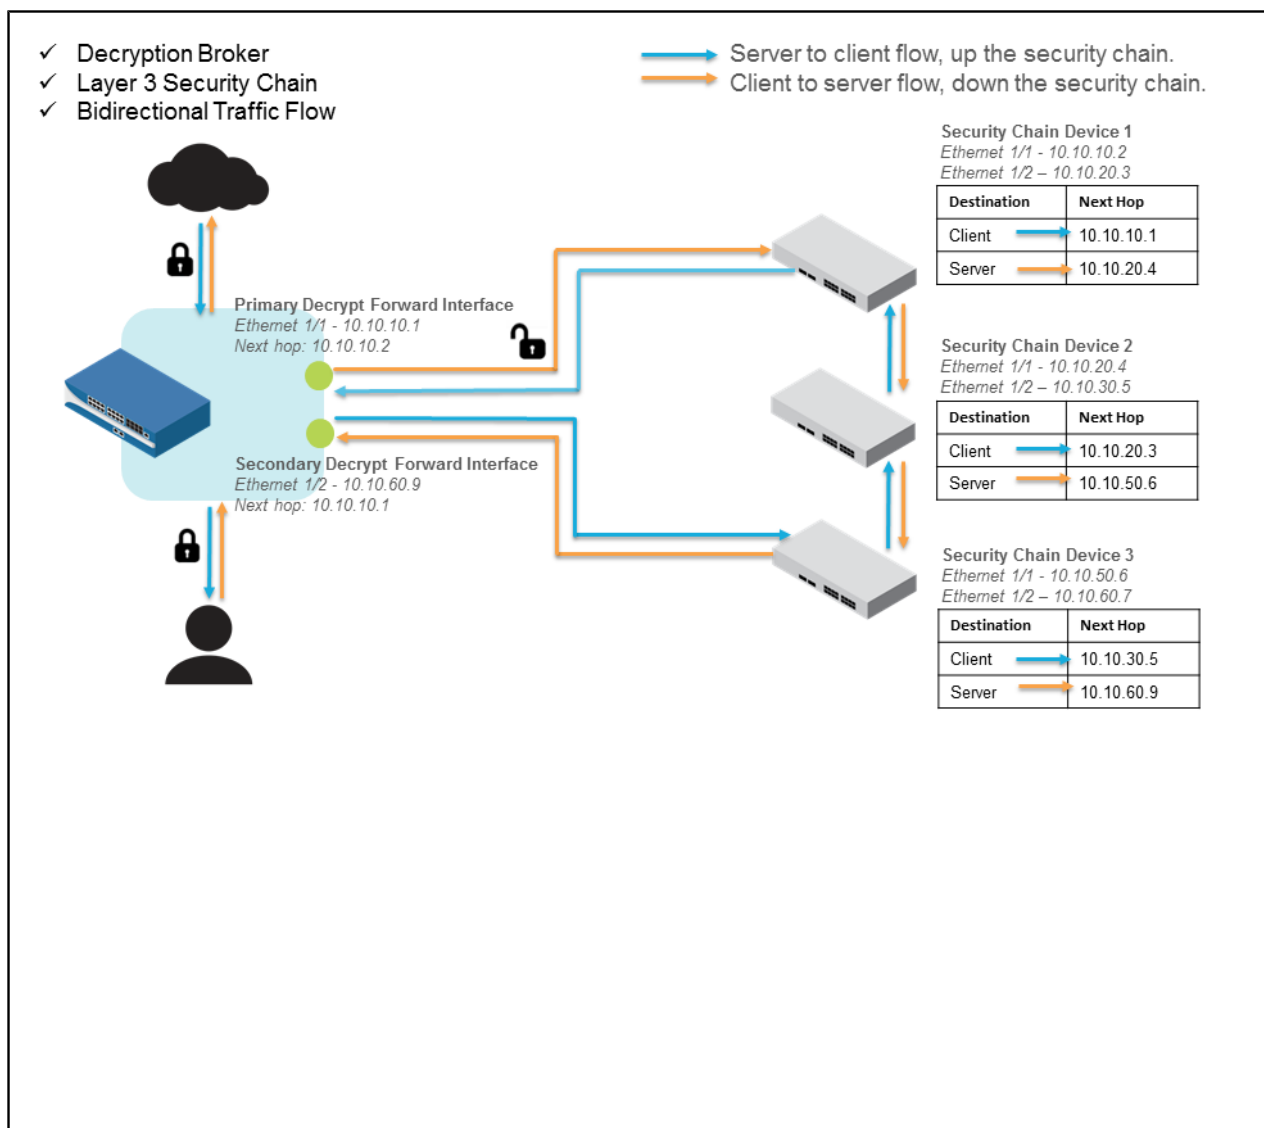 ✓ Decryption Broker
✓ Layer 3 Security Chain
✓ Bidirectional Traffic Flow
Server to client flow, up the security chain.
Client to server flow, down the security chain.
Primary Decrypt Forward Interface
Ethernet 1/1 - 10.10.10.1
Next hop: 10.10.10.2
Secondary Decrypt Forward Interface
Ethernet 1/2 - 10.10.60.9
Next hop: 10.10.10.1
Security Chain Device 1
Ethernet 1/1 - 10.10.10.2
Ethernet 1/2 – 10.10.20.3
Destination Next Hop
Client 10.10.10.1
Server 10.10.20.4
Security Chain Device 2
Ethernet 1/1 - 10.10.20.4
Ethernet 1/2 – 10.10.30.5
Destination Next Hop
Client 10.10.20.3
Server 10.10.50.6
Security Chain Device 3
Ethernet 1/1 - 10.10.50.6
Ethernet 1/2 – 10.10.60.7
Destination Next Hop
Client 10.10.30.5
Server 10.10.60.9